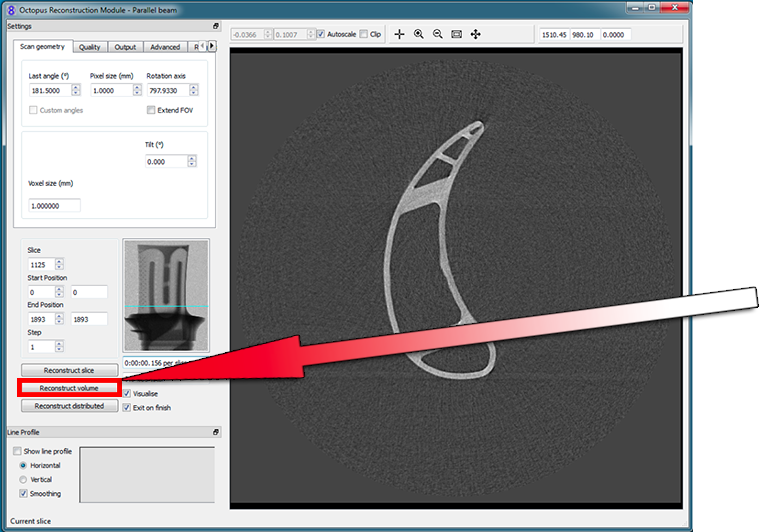 Octopus Reconstruction Module - Parallel beam
Settings
Scan geometry Quality Output Advanced
-0.0366 0.1007 Autoscale Clip 1510.45 980.10 0.0000
Last angle (°) Pixel size (mm) Rotation axis
181.5000 1.0000 797.9330
Custom angles Extend FOV
Tilt (°)
0.000
Voxel size (mm)
1.000000
Slice
1125
Start Position
0 0
End Position
1893 1893
Step
1
0:00:00.156 per
Reconstruct slice
Reconstruct volume
Visualise
Reconstruct distributed Exit on finish
Line Profile
Show line profile
Horizontal
Vertical
Smoothing
Current slice